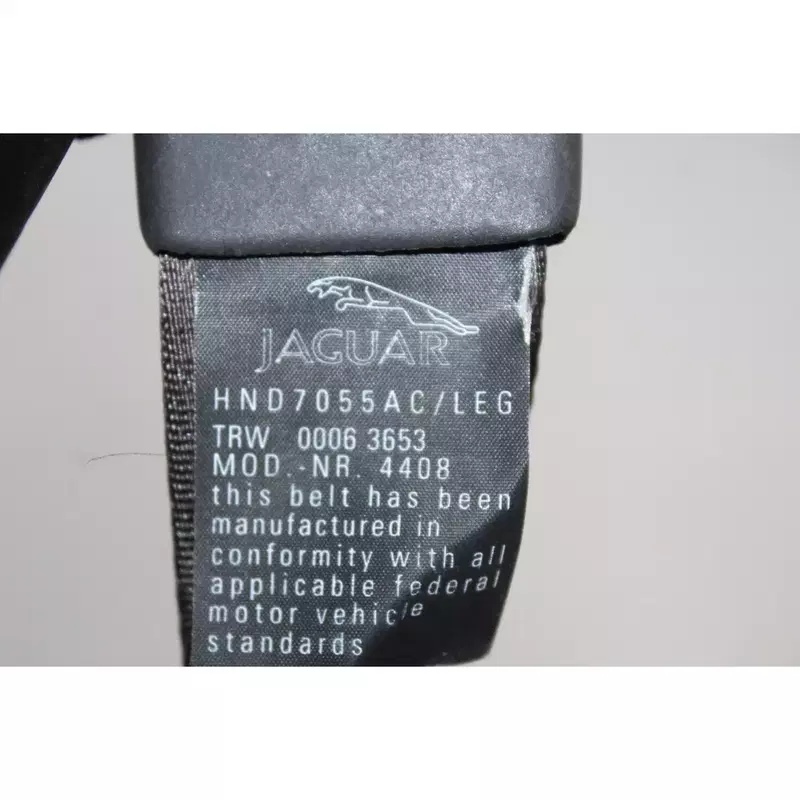 JAGUAR
HND7055AC/LEG
TRW 0006 3653
MOD.-NR. 4408
this belt has been
manufactured in
conformity with all
applicable federal
motor vehicle
standards